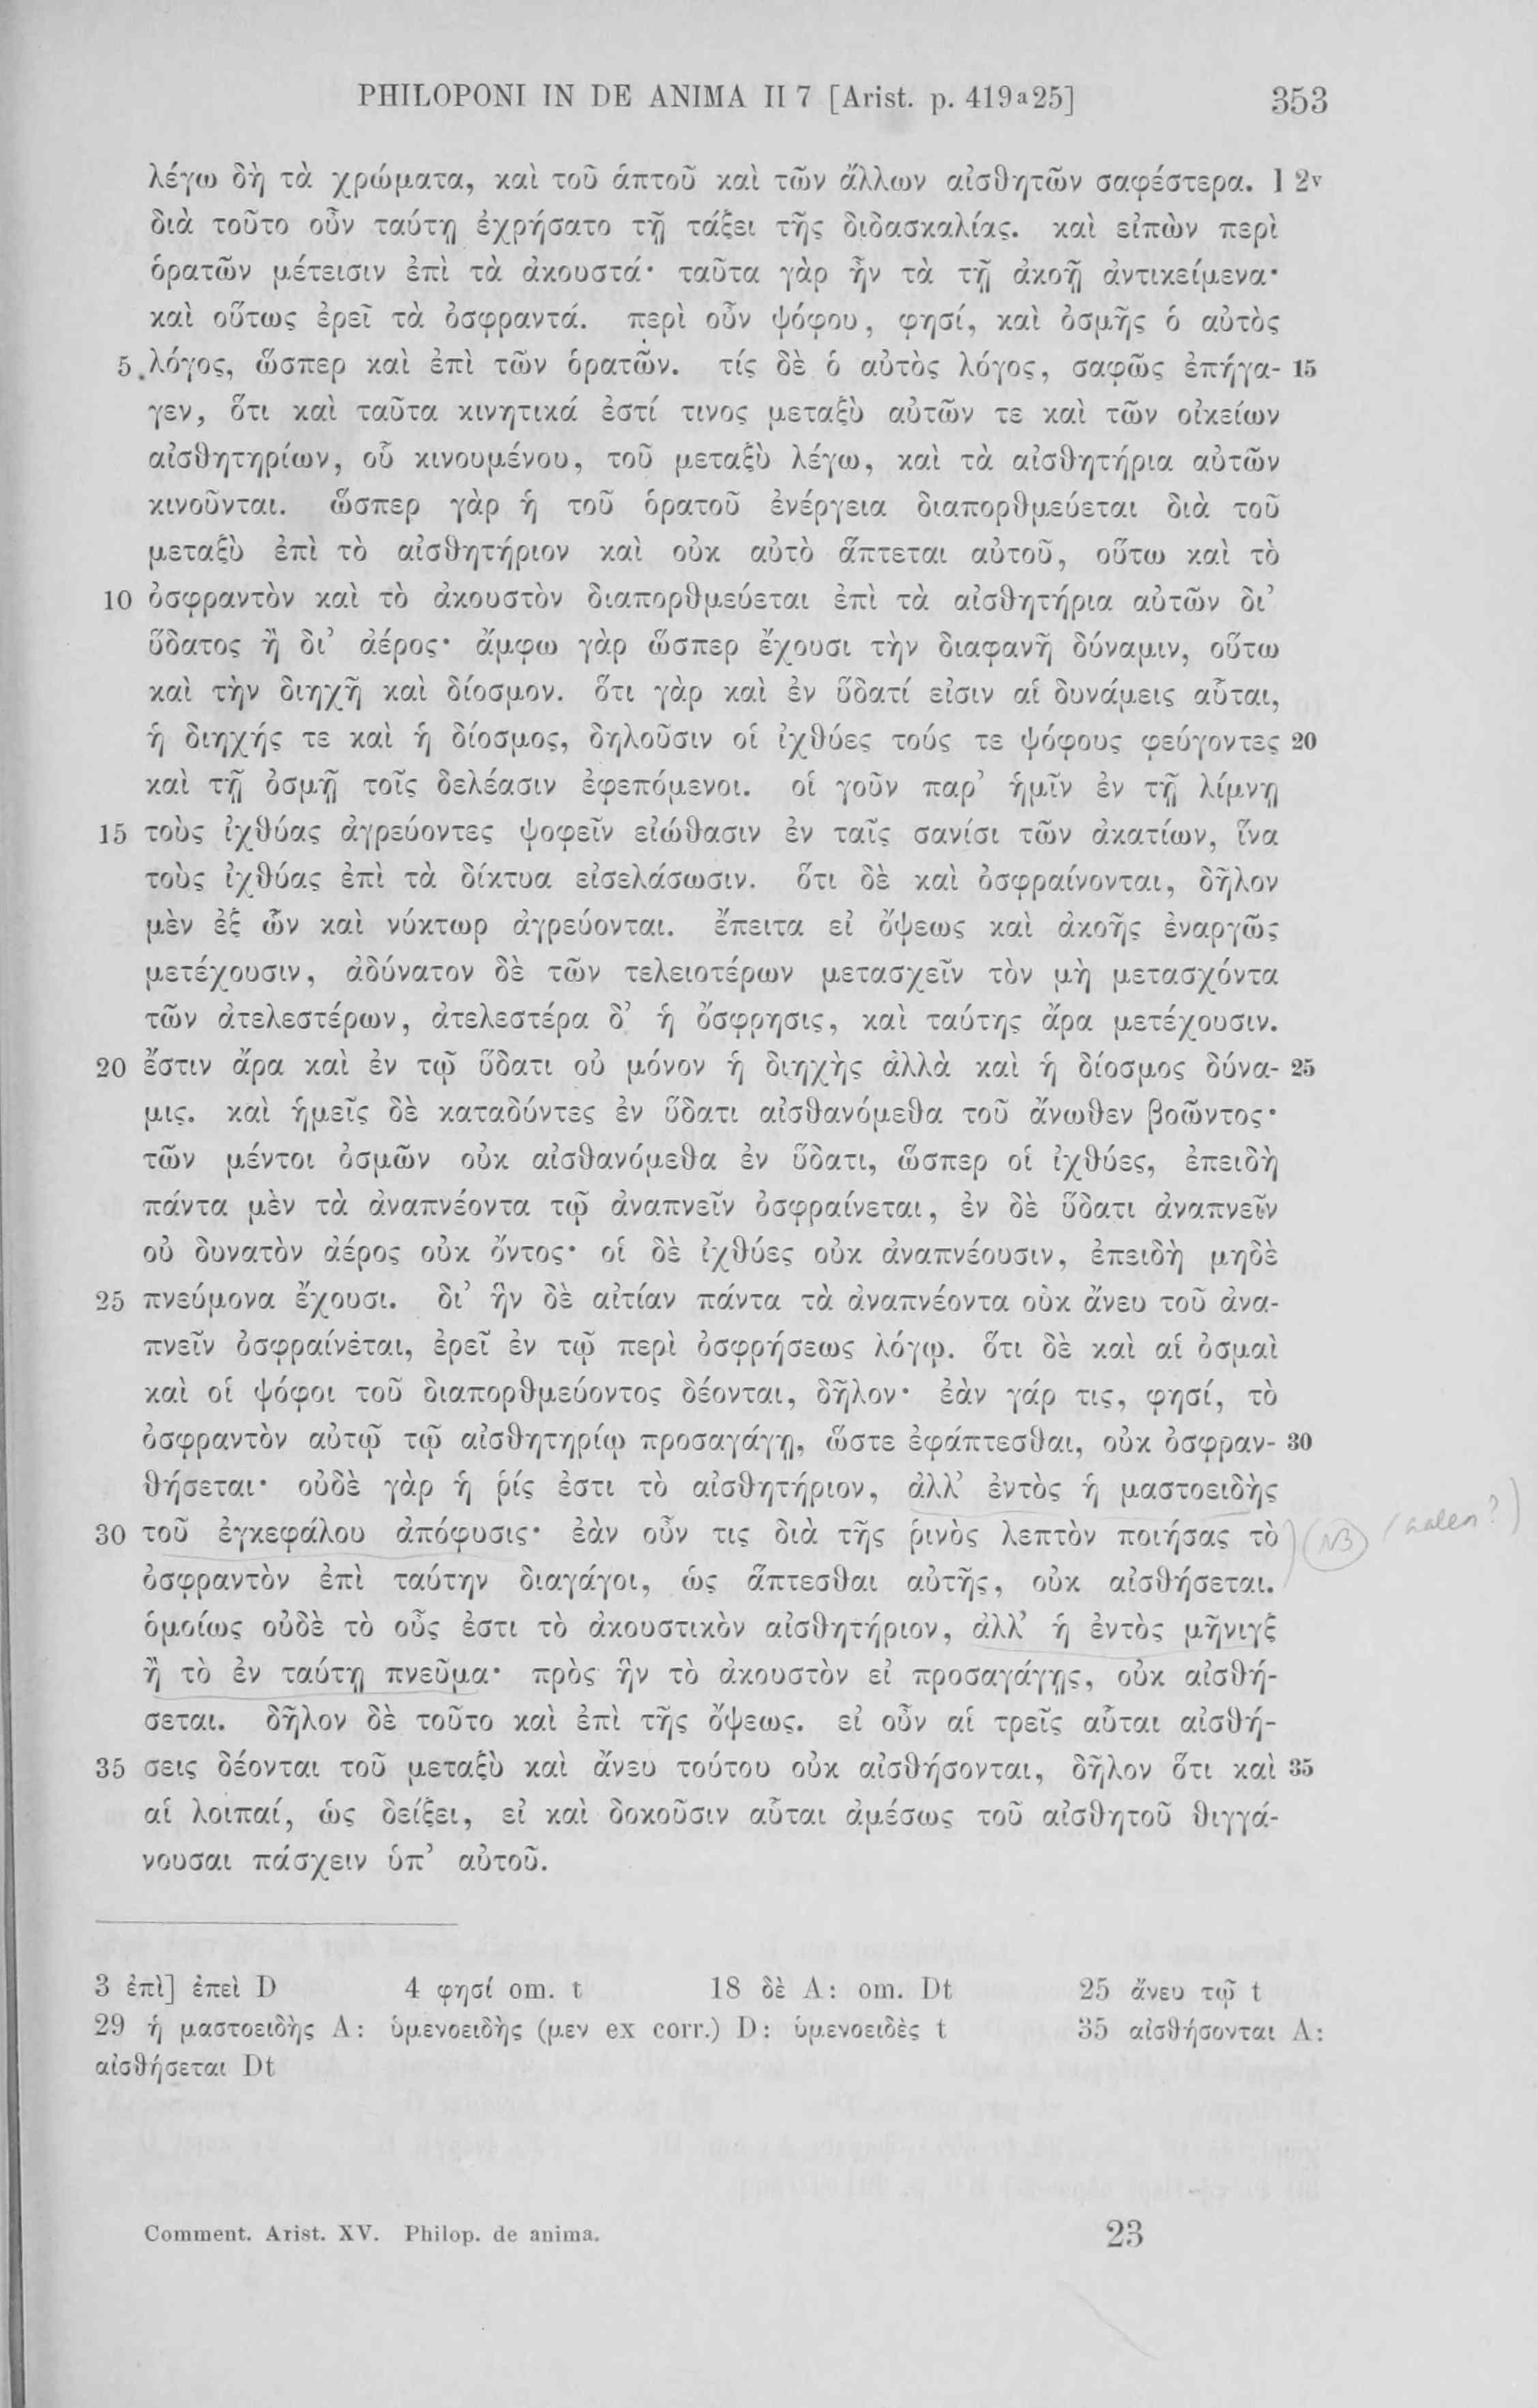 PHILOPONI IN DE ANIMA II 7 [Arist. p. 419a25] 353
λέγω δὴ τὰ χρώματα, καὶ τοῦ ἁπτοῦ καὶ τῶν ἄλλων αἰσθητῶν σαφέστερα. 12v
διὰ τοῦτο οὖν ταύτῃ ἐχρήσατο τῇ τάξει τῆς διδασκαλίας. καὶ εἰπὼν περὶ
ὁρατῶν μέτεισιν ἐπὶ τὰ ἀκουστά· ταῦτα γὰρ ἦν τὰ τῇ ἀκοῇ ἀντικείμενα·
καὶ οὕτως ἐρεῖ τὰ ὀσφραντά. περὶ οὖν ψόφου, φησί, καὶ ὀσμῆς ὁ αὐτὸς
5 λόγος, ὥσπερ καὶ ἐπὶ τῶν ὁρατῶν. τίς δὲ ὁ αὐτὸς λόγος, σαφῶς ἐπήγα- 15
γεν, ὅτι καὶ ταῦτα κινητικά ἐστί τινος μεταξὺ αὐτῶν τε καὶ τῶν οἰκείων
αἰσθητηρίων, οὗ κινουμένου, τοῦ μεταξὺ λέγω, καὶ τὰ αἰσθητήρια αὐτῶν
κινοῦνται. ὥσπερ γὰρ ἡ τοῦ ὁρατοῦ ἐνέργεια διαπορθμεύεται διὰ τοῦ
μεταξὺ ἐπὶ τὸ αἰσθητήριον καὶ οὐκ αὐτὸ ἅπτεται αὐτοῦ, οὕτω καὶ τὸ
10 ὀσφραντὸν καὶ τὸ ἀκουστὸν διαπορθμεύεται ἐπὶ τὰ αἰσθητήρια αὐτῶν δι’
ὕδατος ἢ δι’ ἀέρος· ἄμφω γὰρ ὥσπερ ἔχουσι τὴν διαφανῆ δύναμιν, οὕτω
καὶ τὴν διηχῆ καὶ δίοσμον. ὅτι γὰρ καὶ ἐν ὕδατί εἰσιν αἱ δυνάμεις αὗται,
ἡ διηχής τε καὶ ἡ δίοσμος, δηλοῦσιν οἱ ἰχθύες τούς τε ψόφους φεύγοντες 20
καὶ τῇ ὀσμῇ τοῖς δελέασιν ἐφεπόμενοι. οἱ γοῦν παρ’ ἡμῖν ἐν τῇ λίμνῃ
15 τοὺς ἰχθύας ἀγρεύοντες ψοφεῖν εἰώθασιν ἐν ταῖς σανίσι τῶν ἀκατίων, ἵνα
τοὺς ἰχθύας ἐπὶ τὰ δίκτυα εἰσελάσωσιν. ὅτι δὲ καὶ ὀσφραίνονται, δῆλον
μὲν ἐξ ὧν καὶ νύκτωρ ἀγρεύονται. ἔπειτα εἰ ὄψεως καὶ ἀκοῆς ἐναργῶς
μετέχουσιν, ἀδύνατον δὲ τῶν τελειοτέρων μετασχεῖν τὸν μὴ μετασχόντα
τῶν ἀτελεστέρων, ἀτελεστέρα δ’ ἡ ὄσφρησις, καὶ ταύτης ἄρα μετέχουσιν.
20 ἔστιν ἄρα καὶ ἐν τῷ ὕδατι οὐ μόνον ἡ διηχὴς ἀλλὰ καὶ ἡ δίοσμος δύνα- 25
μις. καὶ ἡμεῖς δὲ καταδύντες ἐν ὕδατι αἰσθανόμεθα τοῦ ἄνωθεν βοῶντος·
τῶν μέντοι ὀσμῶν οὐκ αἰσθανόμεθα ἐν ὕδατι, ὥσπερ οἱ ἰχθύες, ἐπειδὴ
πάντα μὲν τὰ ἀναπνέοντα τῷ ἀναπνεῖν ὀσφραίνεται, ἐν δὲ ὕδατι ἀναπνεῖν
οὐ δυνατὸν ἀέρος οὐκ ὄντος· οἱ δὲ ἰχθύες οὐκ ἀναπνέουσιν, ἐπειδὴ μηδὲ
25 πνεύμονα ἔχουσι. δι’ ἣν δὲ αἰτίαν πάντα τὰ ἀναπνέοντα οὐκ ἄνευ τοῦ ἀνα-
πνεῖν ὀσφραίνεται, ἐρεῖ ἐν τῷ περὶ ὀσφρήσεως λόγῳ. ὅτι δὲ καὶ αἱ ὀσμαὶ
καὶ οἱ ψόφοι τοῦ διαπορθμεύοντος δέονται, δῆλον· ἐὰν γάρ τις, φησί, τὸ
ὀσφραντὸν αὐτῷ τῷ αἰσθητηρίῳ προσαγάγῃ, ὥστε ἐφάπτεσθαι, οὐκ ὀσφραν- 30
θήσεται· οὐδὲ γὰρ ἡ ῥίς ἐστι τὸ αἰσθητήριον, ἀλλ’ ἐντὸς ἡ μαστοειδὴς
30 τοῦ ἐγκεφάλου ἀπόφυσις· ἐὰν οὖν τις διὰ τῆς ῥινὸς λεπτὸν ποιήσας τὸ NB (Galen?)
ὀσφραντὸν ἐπὶ ταύτην διαγάγοι, ὡς ἅπτεσθαι αὐτῆς, οὐκ αἰσθήσεται.
ὁμοίως οὐδὲ τὸ οὖς ἐστι τὸ ἀκουστικὸν αἰσθητήριον, ἀλλ’ ἡ ἐντὸς μῆνιγξ
ἢ τὸ ἐν ταύτῃ πνεῦμα· πρὸς ἣν τὸ ἀκουστὸν εἰ προσαγάγῃς, οὐκ αἰσθή-
σεται. δῆλον δὲ τοῦτο καὶ ἐπὶ τῆς ὄψεως. εἰ οὖν αἱ τρεῖς αὗται αἰσθή-
35 σεις δέονται τοῦ μεταξὺ καὶ ἄνευ τούτου οὐκ αἰσθήσονται, δῆλον ὅτι καὶ 35
αἱ λοιπαί, ὡς δείξει, εἰ καὶ δοκοῦσιν αὗται ἀμέσως τοῦ αἰσθητοῦ θιγγά-
νουσαι πάσχειν ὑπ’ αὐτοῦ.
3 ἐπὶ] ἐπεὶ D 4 φησί om. t 18 δὲ A: om. Dt 25 ἄνευ τῷ t
29 ἡ μαστοειδὴς A: ὑμενοειδὴς (μεν ex corr.) D: ὑμενοειδὲς t 35 αἰσθήσονται A:
αἰσθήσεται Dt
Comment. Arist. XV. Philop. de anima. 23